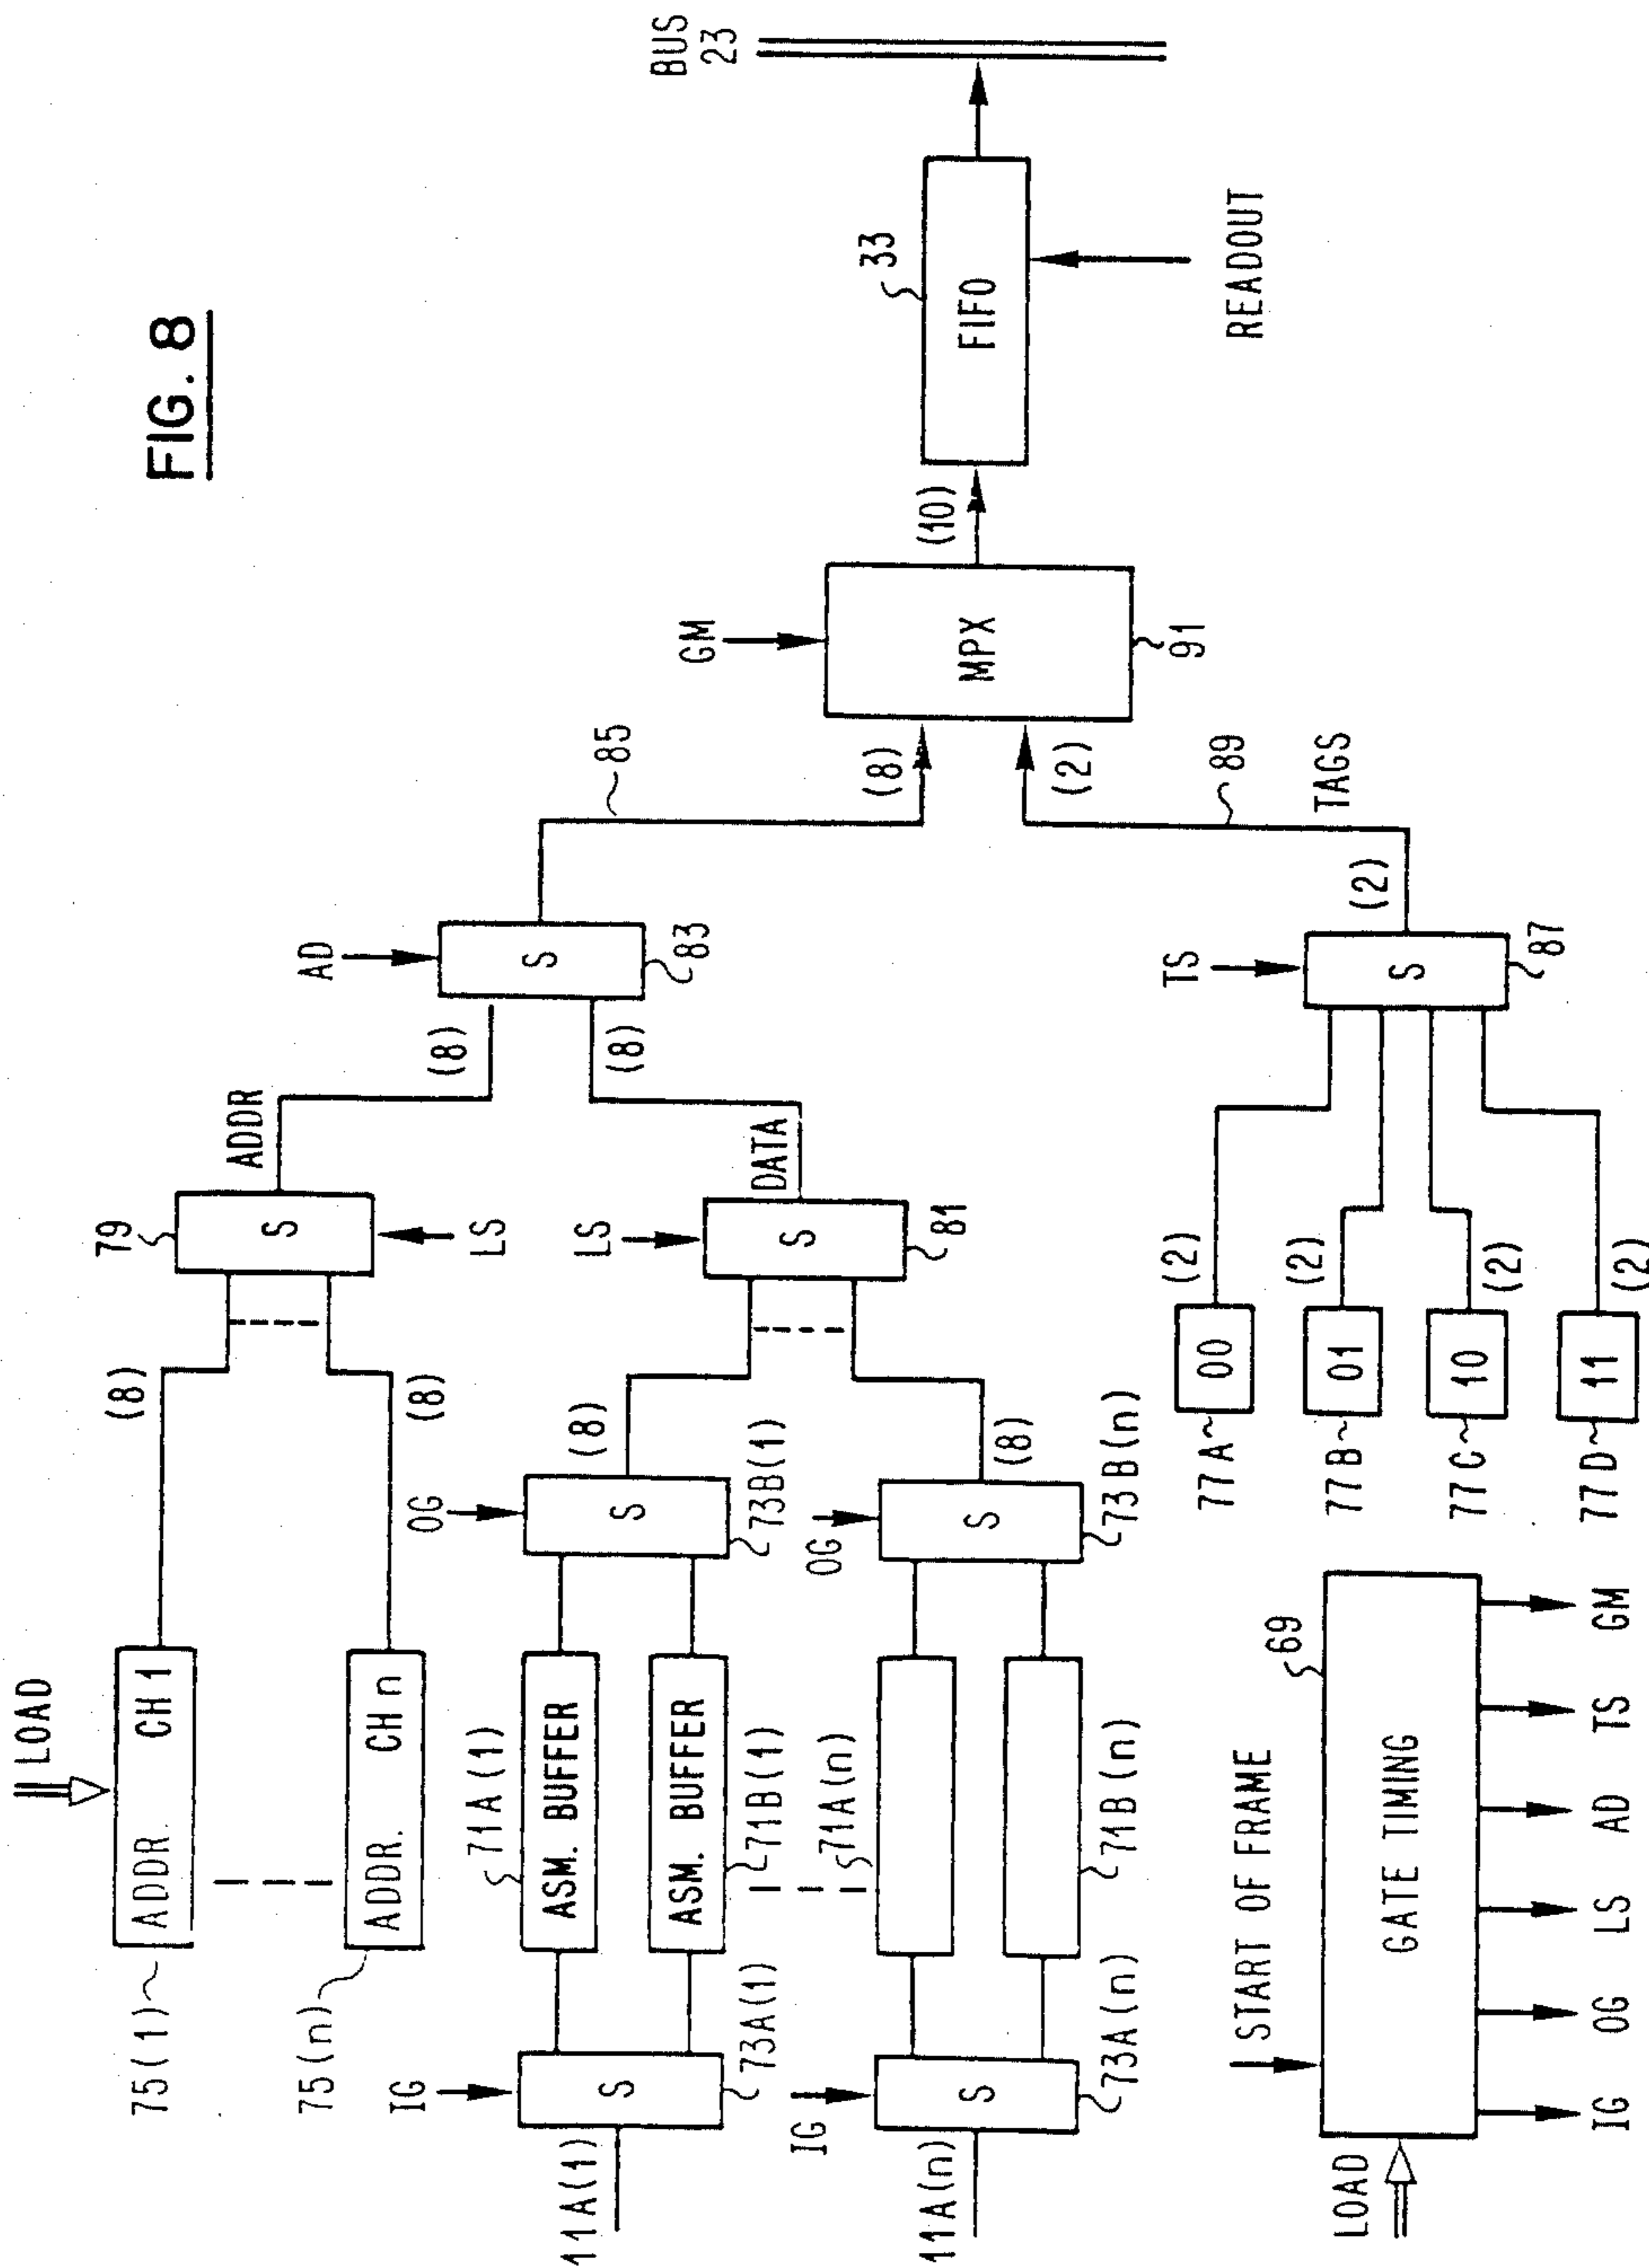 FIG. 8
LOAD
75(1)
ADDR. CH 1
75(n)
ADDR. CH n
(8)
(8)
79
S
LS
ADDR
(8)
AD
S
83
85
(8)
11A(1)
IG
S
73A(1)
71A(1)
ASM. BUFFER
ASM. BUFFER
71B(1)
OG
S
73B(1)
(8)
LS
S
81
DATA
(8)
11A(n)
IG
S
73A(n)
71A(n)
71B(n)
OG
S
73B(n)
(8)
GM
MPX
91
(10)
33
FIFO
READOUT
BUS
23
LOAD
START OF FRAME
69
GATE TIMING
IG OG LS AD TS GM
77A
00
(2)
77B
01
(2)
77C
10
(2)
77D
11
(2)
TS
S
87
(2)
89
TAGS
(2)